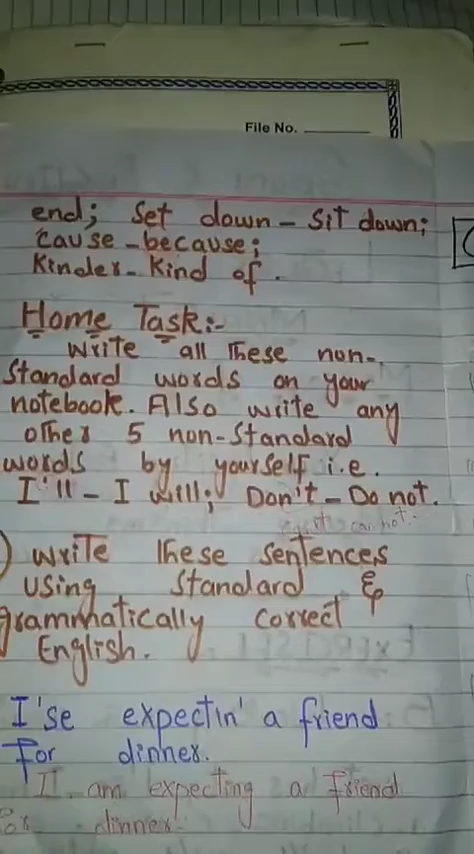 File No.
end; Set down - Sit down;
'cause - because;
Kinder - Kind of.
Home Task:-
Write all these non-
Standard words on your
notebook. Also write any
other 5 non-Standard
words by yourself i.e.
I'll - I will; Don't - Do not.
can not.
) Write these sentences
using Standard &
grammatically correct
English.
I'se expectin' a friend
for dinner.
I am expecting a friend
for dinner.